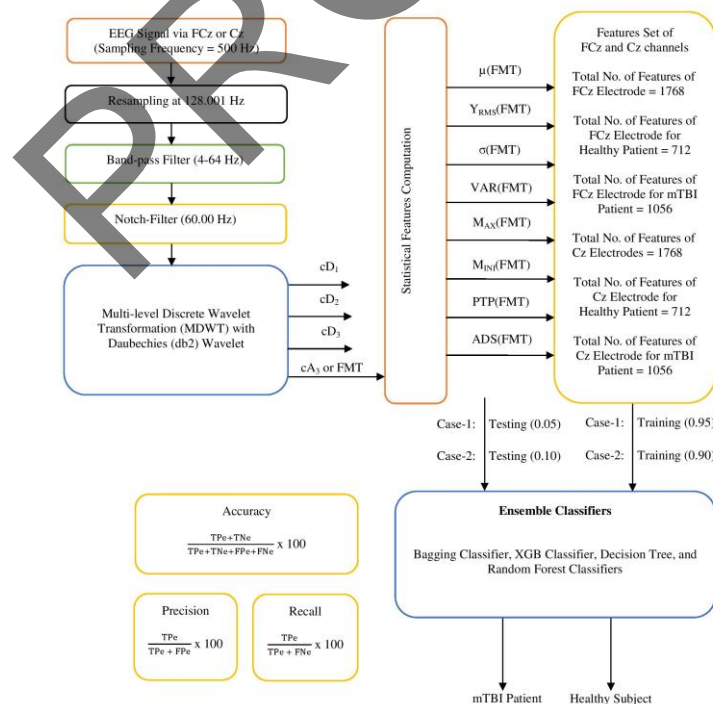 EEG Signal via FCz or Cz
(Sampling Frequency = 500 Hz)
Resampling at 128.001 Hz
Band-pass Filter (4-64 Hz)
Notch-Filter (60.00 Hz)
Multi-level Discrete Wavelet
Transformation (MDWT) with
Daubechies (db2) Wavelet
cD1
cD2
cD3
cA3 or FMT
Statistical Features Computation
μ(FMT)
YRMS(FMT)
σ(FMT)
VAR(FMT)
MAX(FMT)
MINI(FMT)
PTP(FMT)
ADS(FMT)
Features Set of
FCz and Cz channels
Total No. of Features of
FCz Electrode = 1768
Total No. of Features of
FCz Electrode for
Healthy Patient = 712
Total No. of Features of
FCz Electrode for mTBI
Patient = 1056
Total No. of Features of
Cz Electrodes = 1768
Total No. of Features of
Cz Electrode for
Healthy Patient = 712
Total No. of Features of
Cz Electrode for mTBI
Patient = 1056
Case-1: Testing (0.05)
Case-2: Testing (0.10)
Case-1: Training (0.95)
Case-2: Training (0.90)
Ensemble Classifiers
Bagging Classifier, XGB Classifier, Decision Tree, and
Random Forest Classifiers
mTBI Patient
Healthy Subject
Accuracy
TPe+TNe
TPe+TNe+FPe+FNe x 100
Precision
TPe
TPe + FPe x 100
Recall
TPe
TPe + FNe x 100